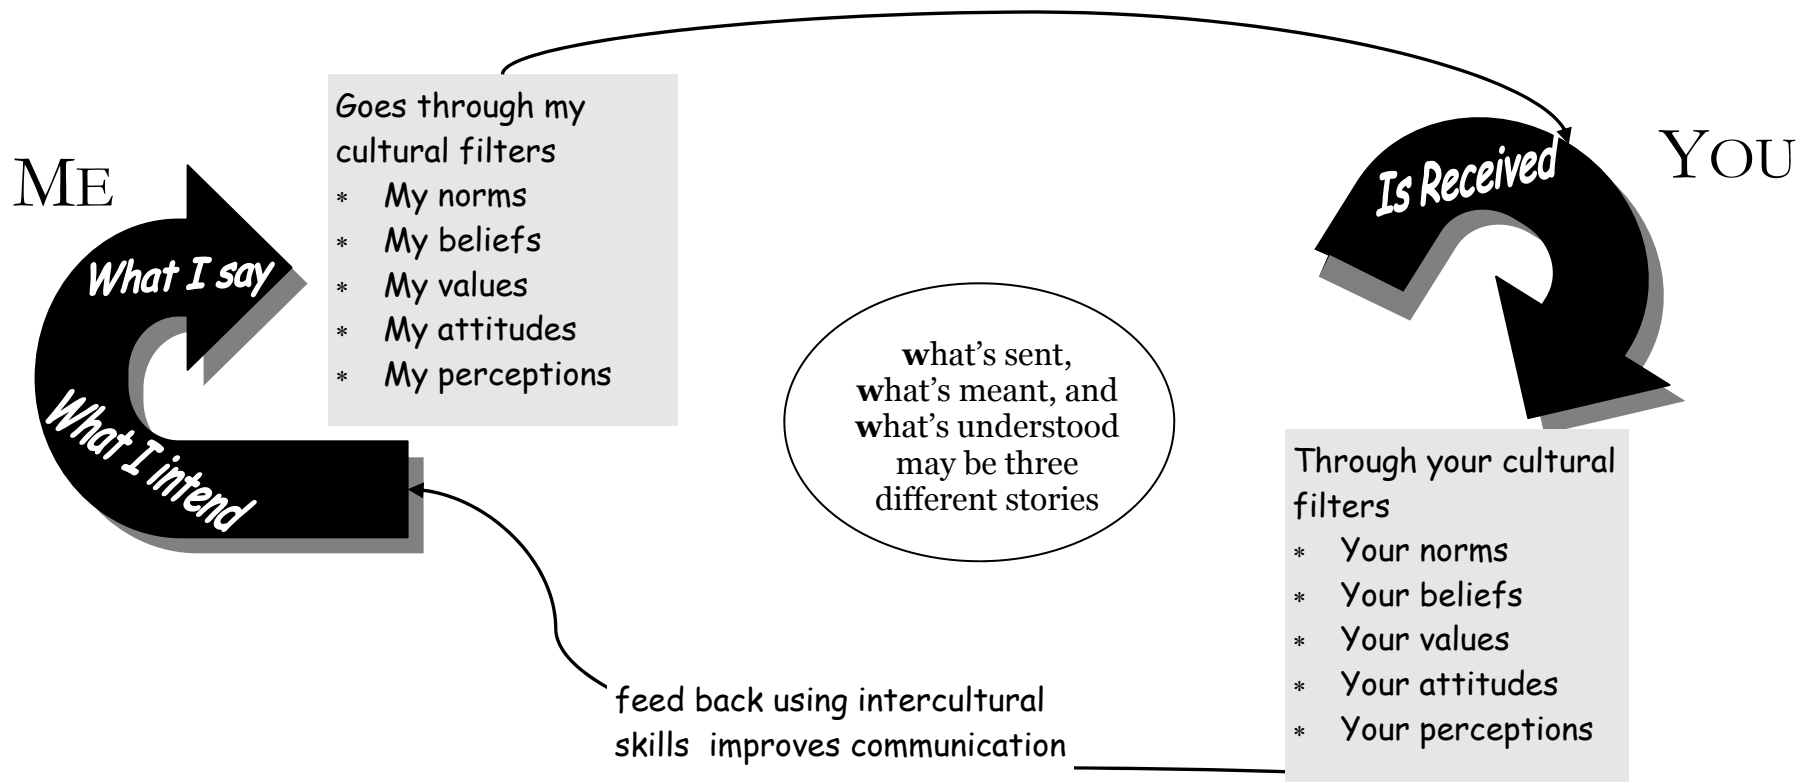 ME
What I say
What I intend
Goes through my
cultural filters
* My norms
* My beliefs
* My values
* My attitudes
* My perceptions
what’s sent,
what’s meant, and
what’s understood
may be three
different stories
Is Received
YOU
Through your cultural
filters
* Your norms
* Your beliefs
* Your values
* Your attitudes
* Your perceptions
feed back using intercultural
skills  improves communication